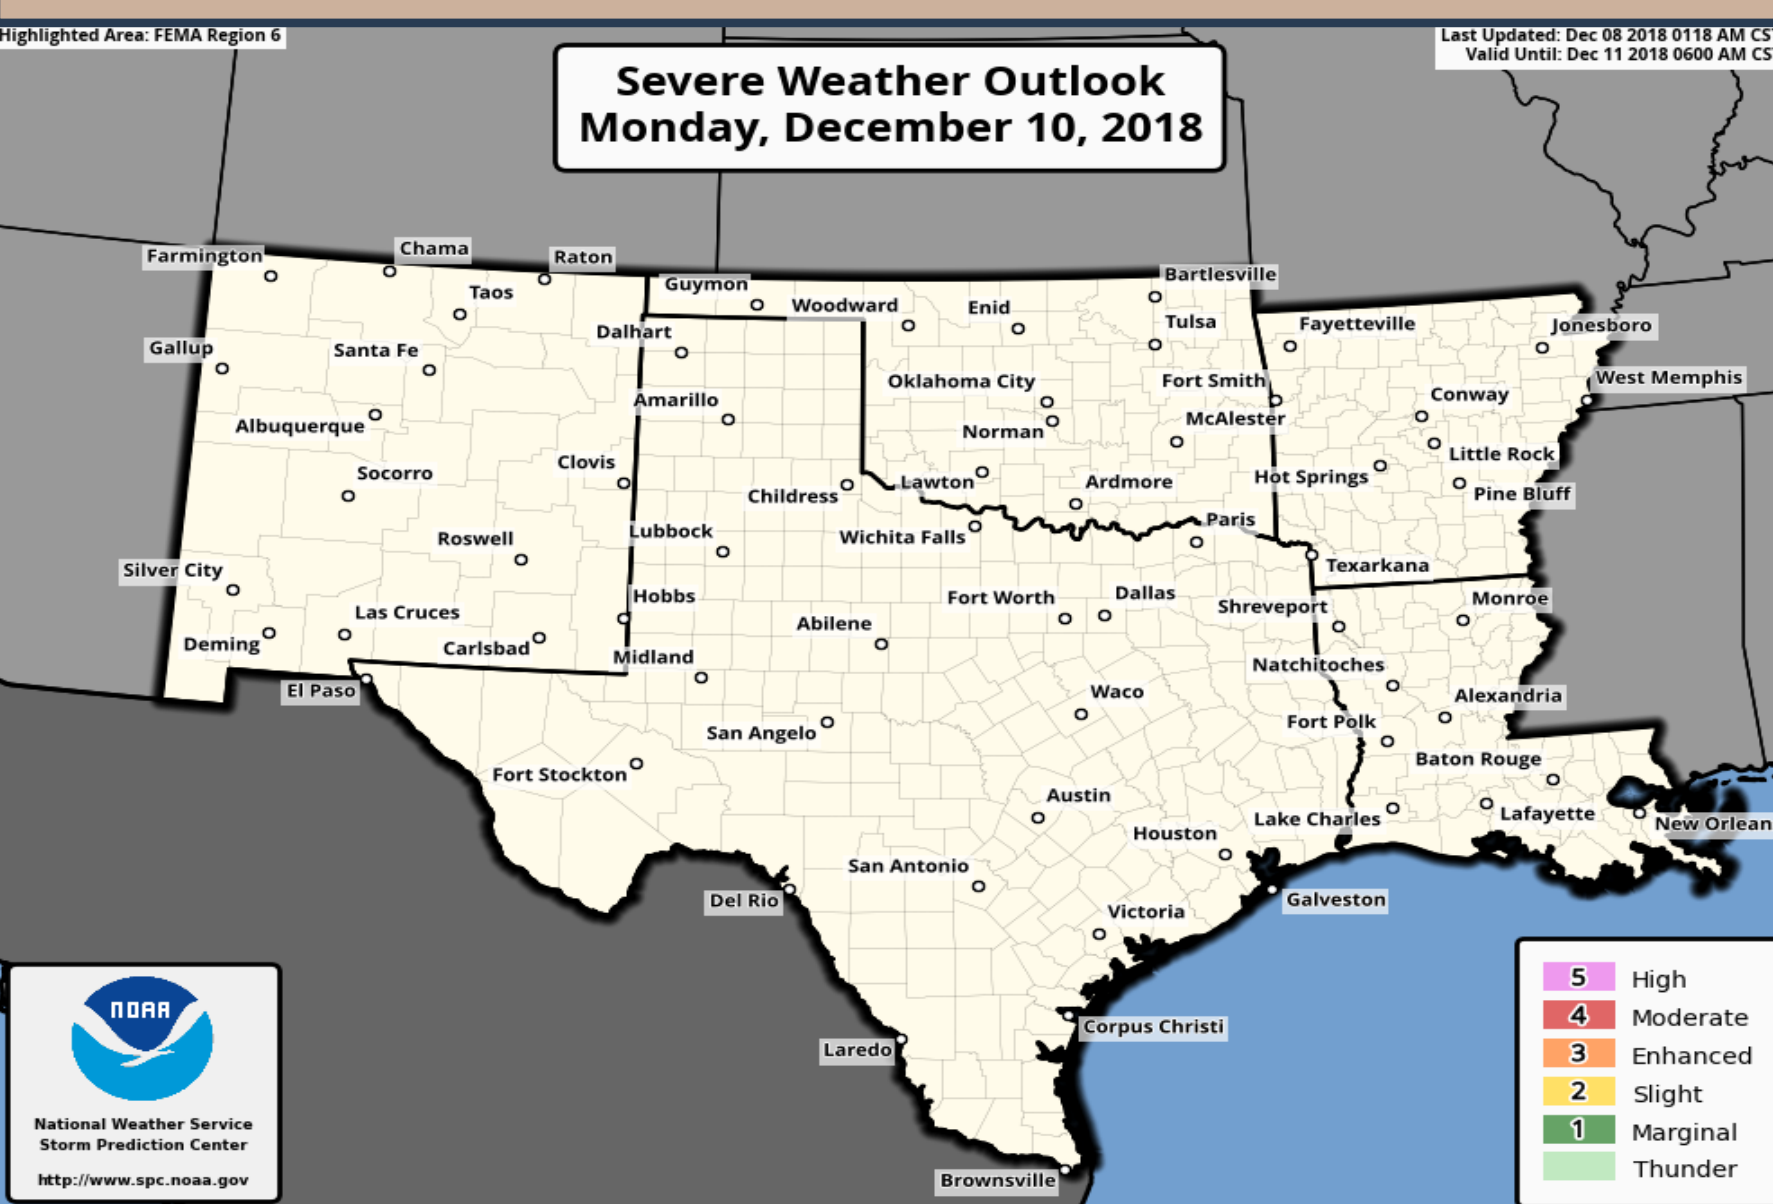 Highlighted Area: FEMA Region 6
Last Updated: Dec 08 2018 0118 AM CS
Valid Until: Dec 11 2018 0600 AM CS
Severe Weather Outlook
Monday, December 10, 2018
Farmington
Chama
Raton
Taos
Guymon
Woodward
Enid
Bartlesville
Tulsa
Fayetteville
Jonesboro
Gallup
Santa Fe
Dalhart
Oklahoma City
Fort Smith
West Memphis
Conway
Albuquerque
Amarillo
Norman
McAlester
Little Rock
Socorro
Clovis
Childress
Lawton
Ardmore
Hot Springs
Pine Bluff
Roswell
Lubbock
Wichita Falls
Paris
Texarkana
Silver City
Las Cruces
Hobbs
Abilene
Fort Worth
Dallas
Shreveport
Monroe
Deming
Carlsbad
Midland
Natchitoches
El Paso
Waco
Alexandria
San Angelo
Fort Polk
Fort Stockton
Baton Rouge
Austin
Houston
Lake Charles
Lafayette
New Orlean
San Antonio
Del Rio
Victoria
Galveston
Corpus Christi
Laredo
Brownsville
NOAA
National Weather Service
Storm Prediction Center
http://www.spc.noaa.gov
5 High
4 Moderate
3 Enhanced
2 Slight
1 Marginal
Thunder